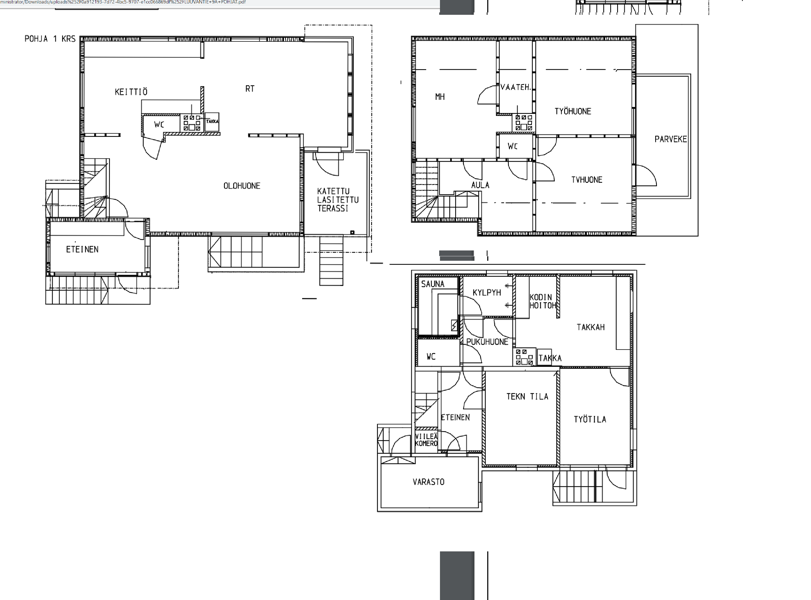 POHJA 1 KRS
KEITTIÖ
RT
WC
TAKKA
OLOHUONE
KATETTU
LASITETTU
TERASSI
ETEINEN
MH
VAATEH.
TYÖHUONE
WC
PARVEKE
AULA
TVHUONE
SAUNA
KYLPYH
KODIN
HOITOH
TAKKAH
PUKUHUONE
WC
TAKKA
TEKN TILA
TYÖTILA
ETEINEN
VIILEÄ
KOMERO
VARASTO